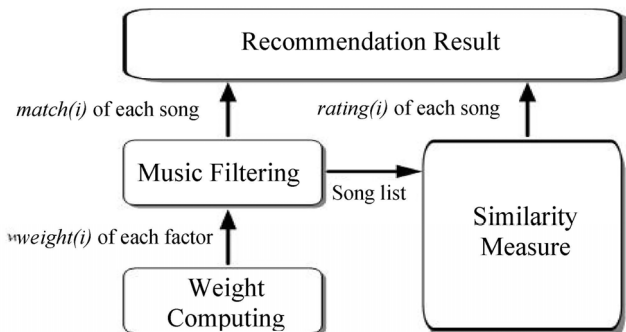 Recommendation Result
match(i) of each song
rating(i) of each song
Music Filtering
Song list
Similarity
Measure
weight(i) of each factor
Weight
Computing